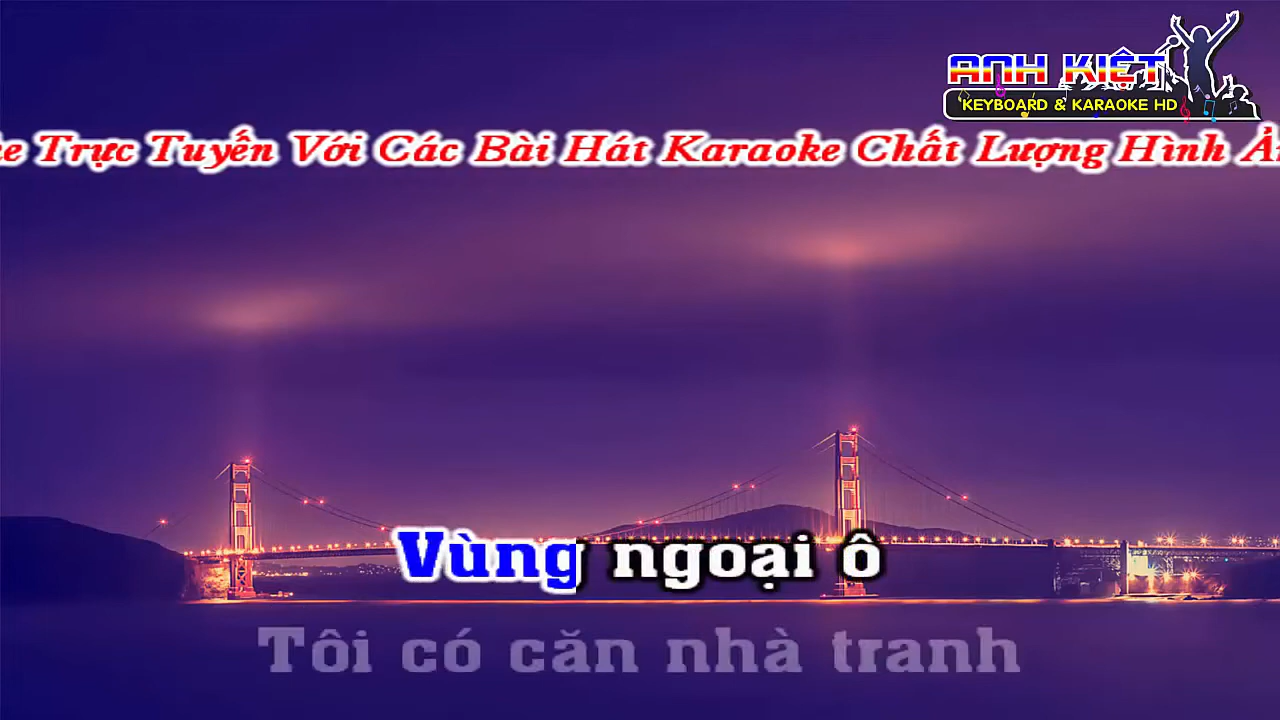 ANH KIỆT
KEYBOARD & KARAOKE HD
Trực Tuyến Với Các Bài Hát Karaoke Chất Lượng Hình
Vùng ngoại ô
Tôi có căn nhà tranh